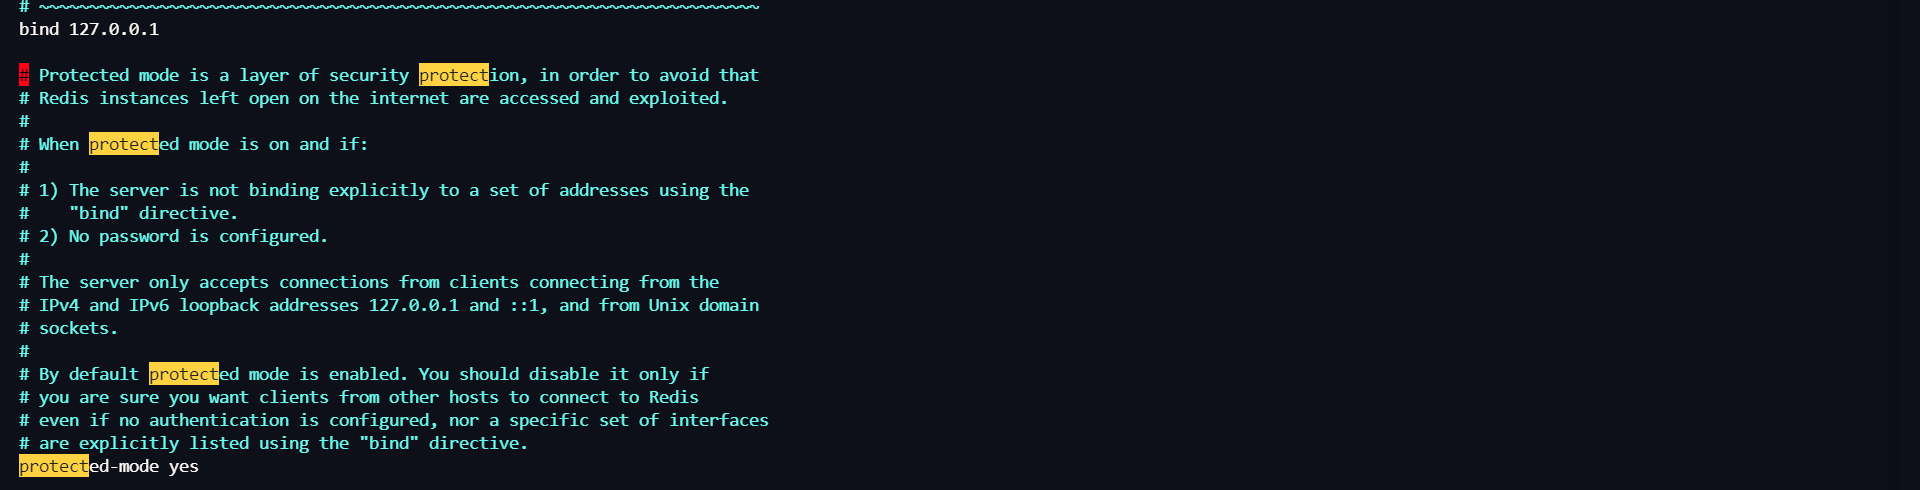 # ~~~~~~~~~~~~~~~~~~~~~~~~~~~~~~~~~~~~~~~~~~~~~~~~~~~~~~~~~~~~~~~~~~~~~~~~
bind 127.0.0.1
# Protected mode is a layer of security protection, in order to avoid that
# Redis instances left open on the internet are accessed and exploited.
#
# When protected mode is on and if:
#
# 1) The server is not binding explicitly to a set of addresses using the
#    "bind" directive.
# 2) No password is configured.
#
# The server only accepts connections from clients connecting from the
# IPv4 and IPv6 loopback addresses 127.0.0.1 and ::1, and from Unix domain
# sockets.
#
# By default protected mode is enabled. You should disable it only if
# you are sure you want clients from other hosts to connect to Redis
# even if no authentication is configured, nor a specific set of interfaces
# are explicitly listed using the "bind" directive.
protected-mode yes